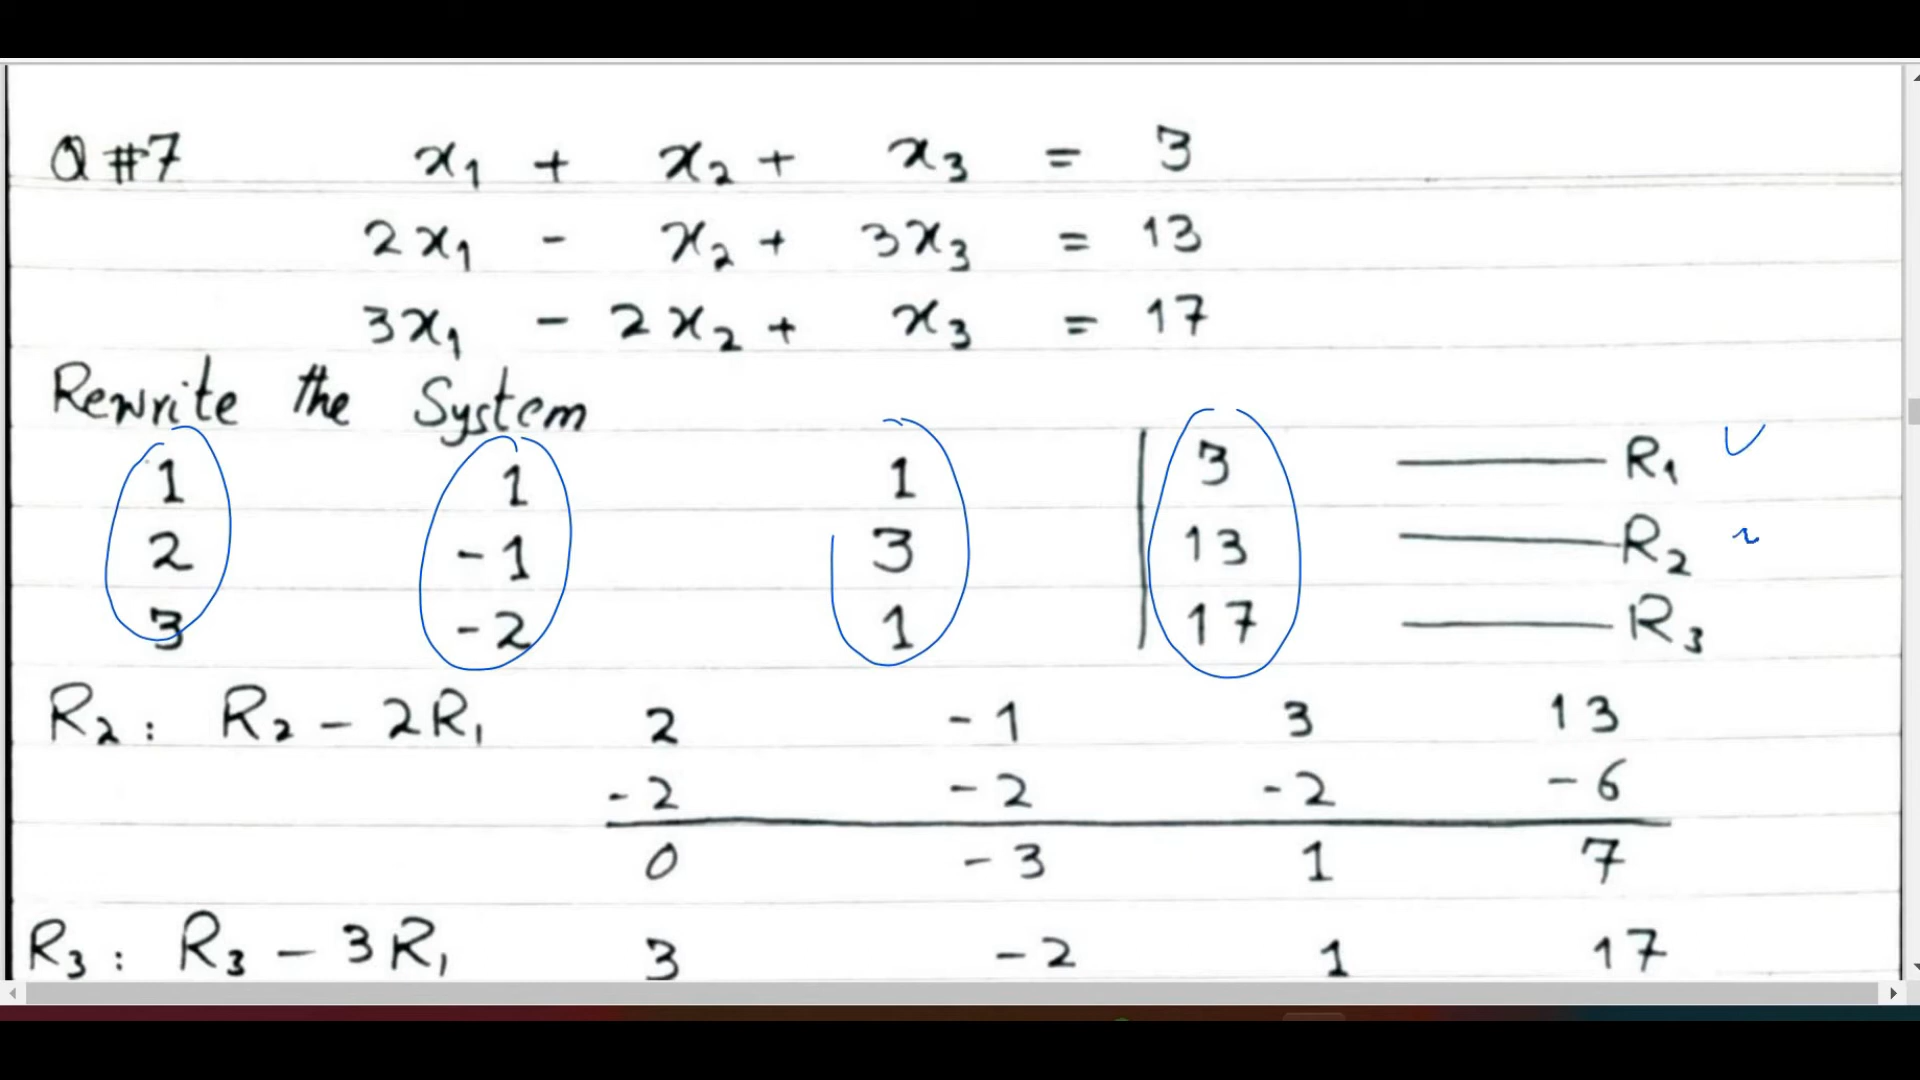 Q #7 x₁ + x₂ + x₃ = 3
2x₁ - x₂ + 3x₃ = 13
3x₁ - 2x₂ + x₃ = 17
Rewrite the System
1 1 1 | 3 —— R₁
2 -1 3 | 13 —— R₂
3 -2 1 | 17 —— R₃
R₂: R₂ - 2R₁ 2 -1 3 13
-2 -2 -2 -6
0 -3 1 7
R₃: R₃ - 3R₁ 3 -2 1 17